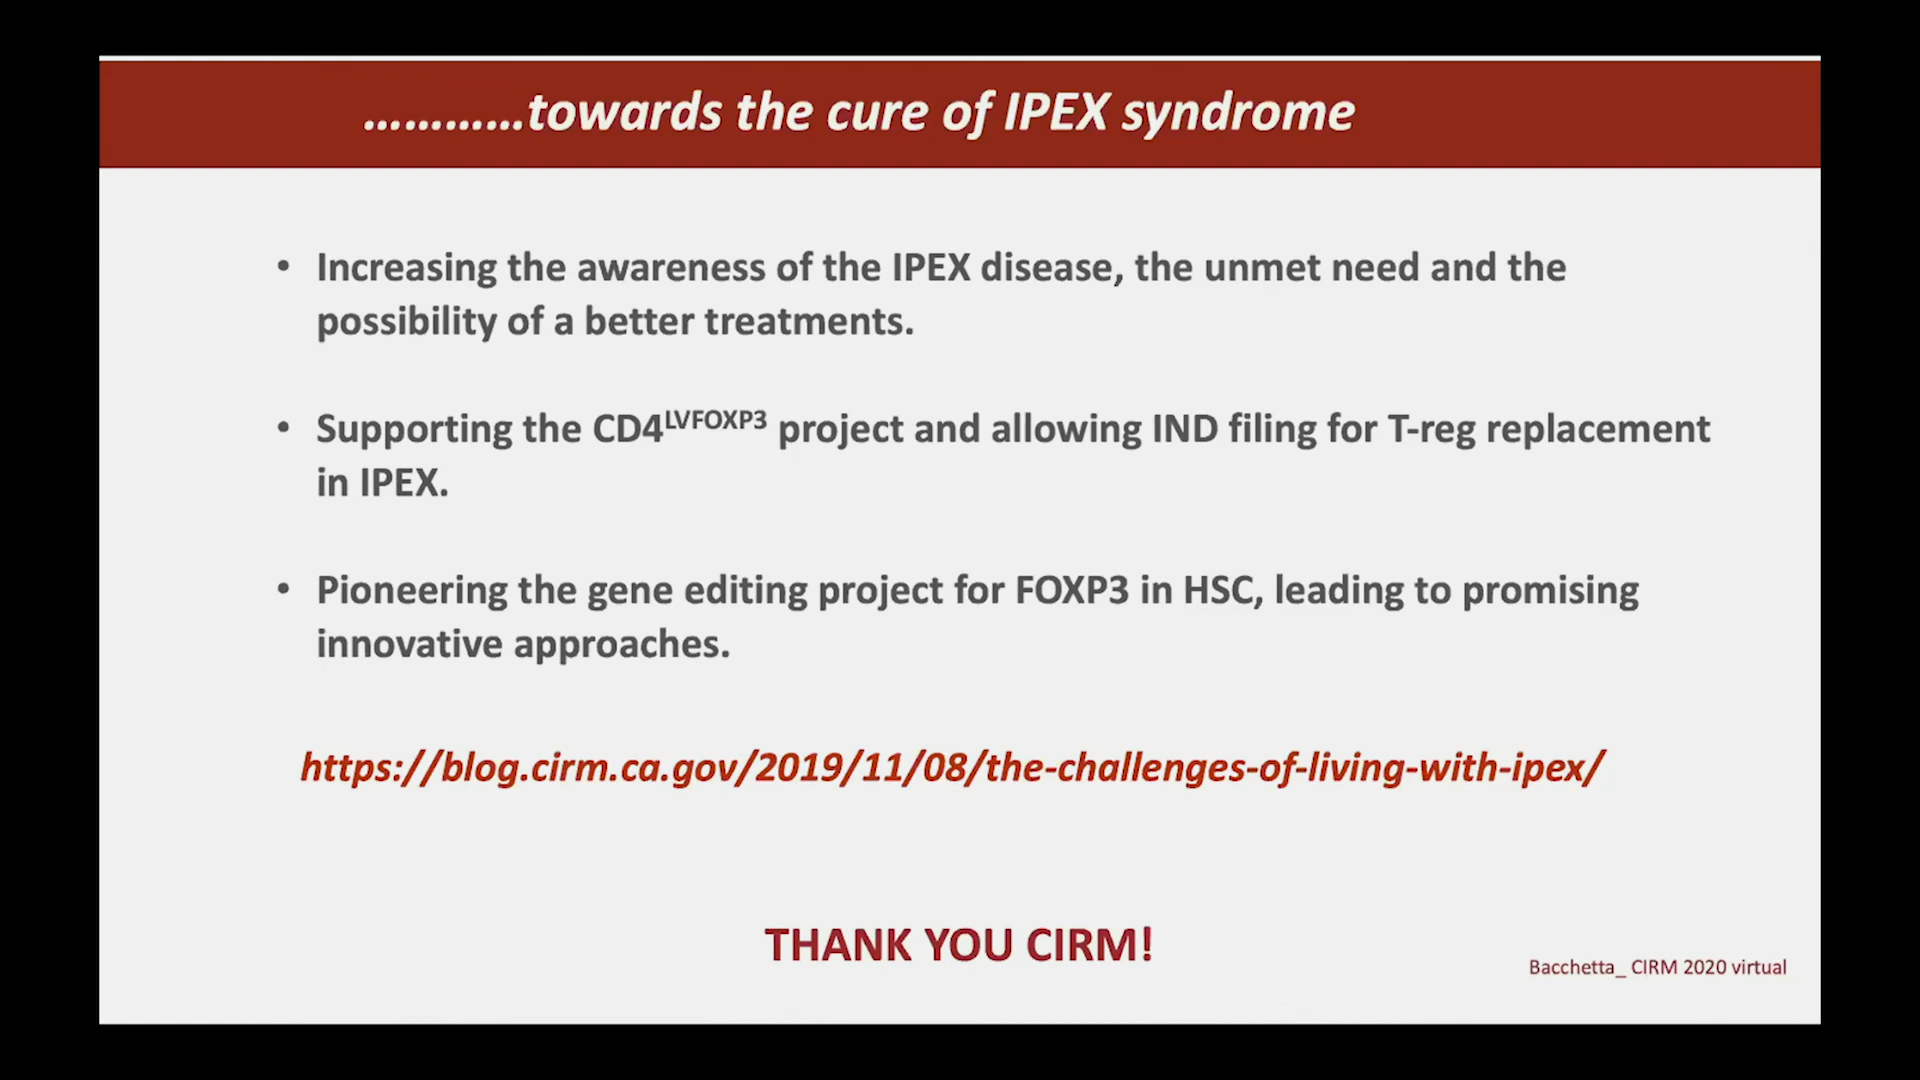 ............towards the cure of IPEX syndrome
• Increasing the awareness of the IPEX disease, the unmet need and the
possibility of a better treatments.
• Supporting the CD4LVFOXP3 project and allowing IND filing for T-reg replacement
in IPEX.
• Pioneering the gene editing project for FOXP3 in HSC, leading to promising
innovative approaches.
https://blog.cirm.ca.gov/2019/11/08/the-challenges-of-living-with-ipex/
THANK YOU CIRM!
Bacchetta_ CIRM 2020 virtual